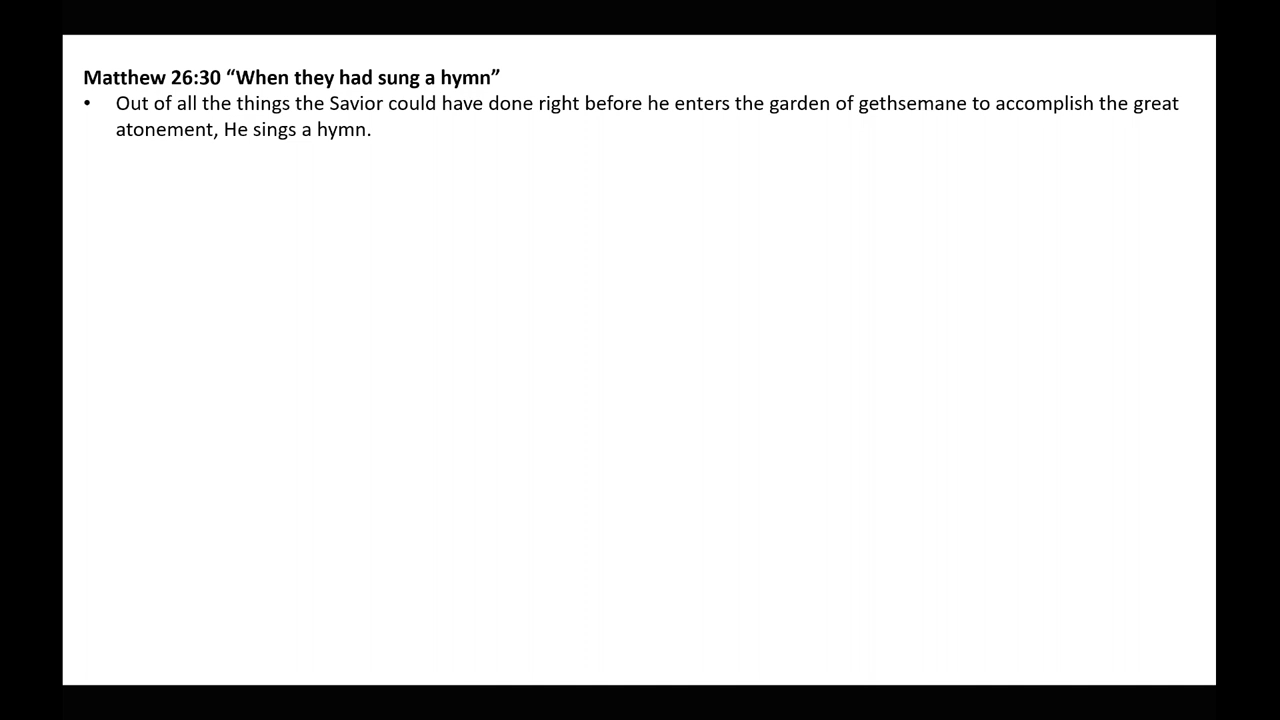 Matthew 26:30 “When they had sung a hymn”
• Out of all the things the Savior could have done right before he enters the garden of gethsemane to accomplish the great
atonement, He sings a hymn.